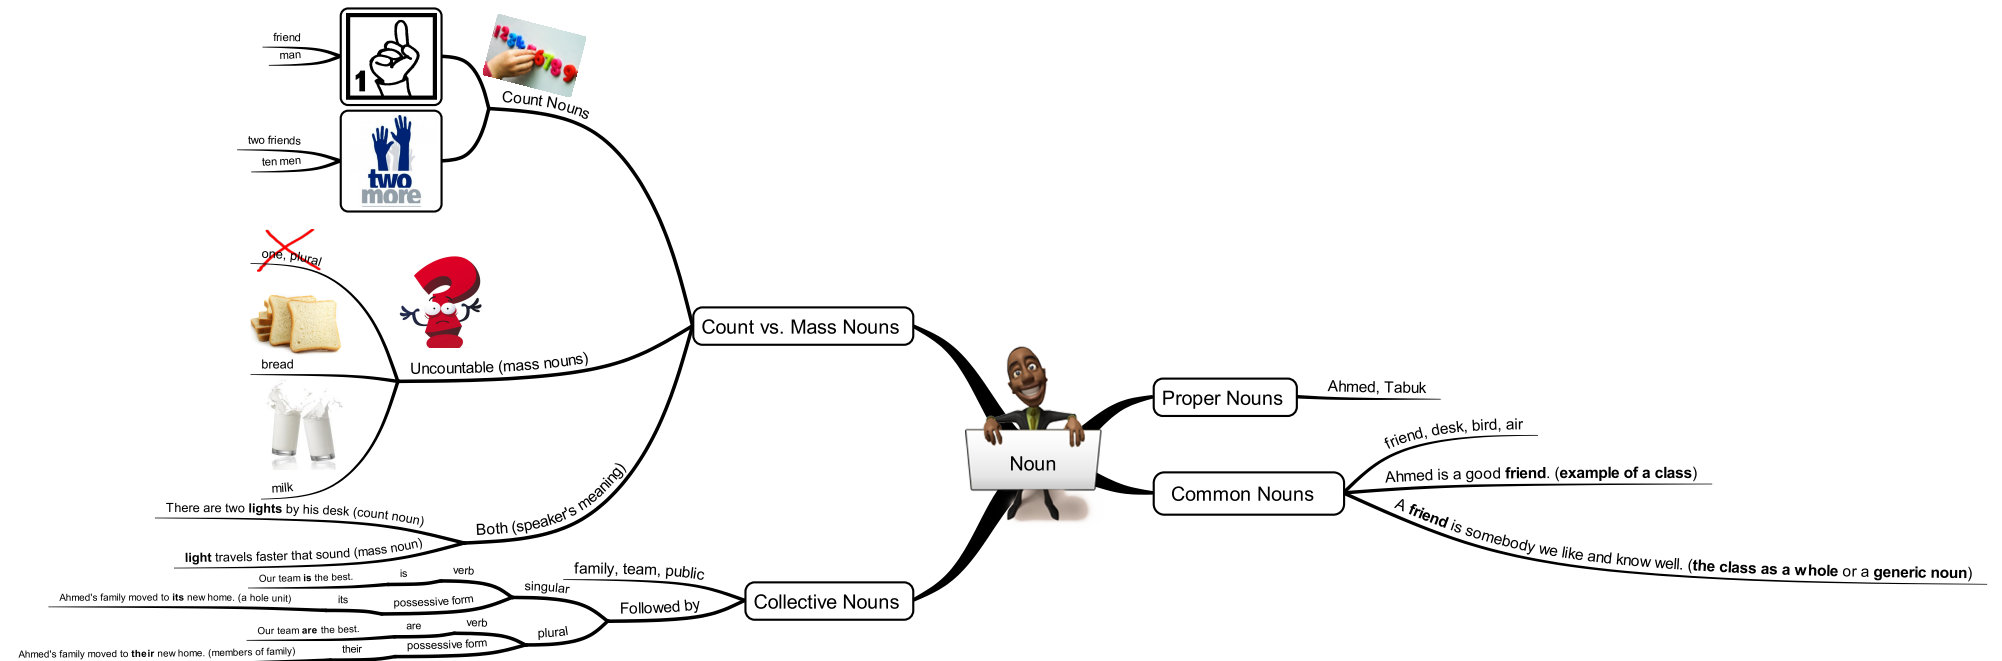 friend
man
1
Count Nouns
two friends
ten men
two
more
one, plural
bread
milk
Uncountable (mass nouns)
Count vs. Mass Nouns
There are two lights by his desk (count noun)
light travels faster that sound (mass noun)
Both (speaker's meaning)
Noun
Proper Nouns
Ahmed, Tabuk
Common Nouns
friend, desk, bird, air
Ahmed is a good friend. (example of a class)
A friend is somebody we like and know well. (the class as a whole or a generic noun)
Collective Nouns
family, team, public
Followed by
singular
verb
is
Our team is the best.
possessive form
its
Ahmed's family moved to its new home. (a hole unit)
plural
verb
are
Our team are the best.
possessive form
their
Ahmed's family moved to their new home. (members of family)